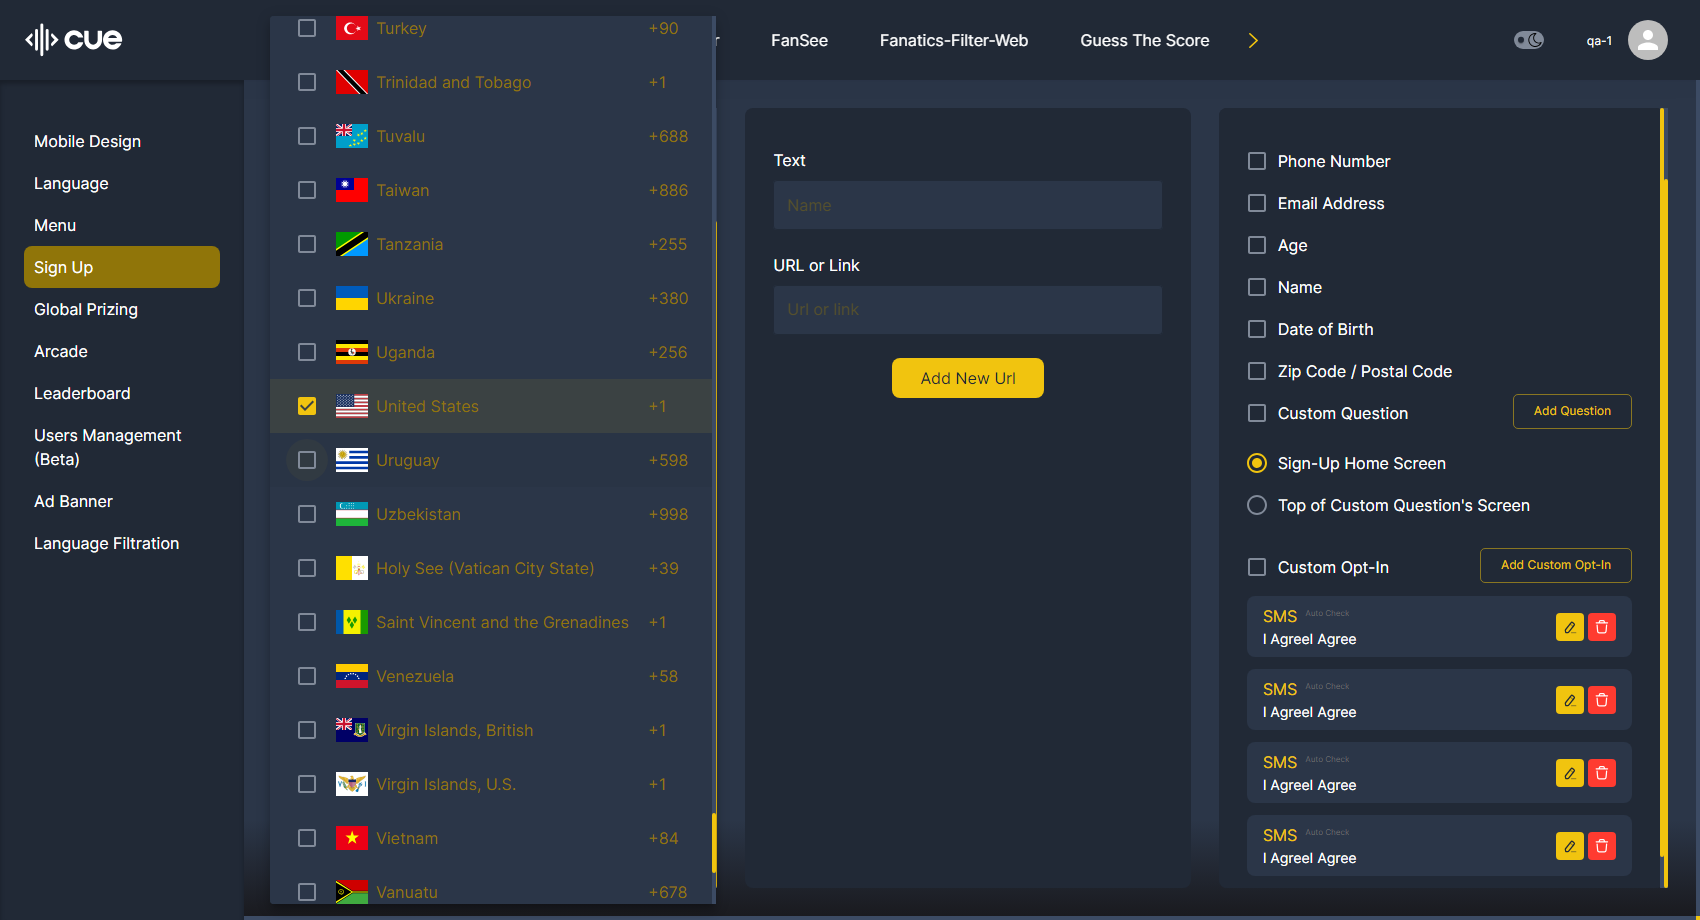 cue
FanSee
Fanatics-Filter-Web
Guess The Score
qa-1
Mobile Design
Language
Menu
Sign Up
Global Prizing
Arcade
Leaderboard
Users Management
(Beta)
Ad Banner
Language Filtration
Turkey +90
Trinidad and Tobago +1
Tuvalu +688
Taiwan +886
Tanzania +255
Ukraine +380
Uganda +256
United States +1
Uruguay +598
Uzbekistan +998
Holy See (Vatican City State) +39
Saint Vincent and the Grenadines +1
Venezuela +58
Virgin Islands, British +1
Virgin Islands, U.S. +1
Vietnam +84
Vanuatu +678
Text
Name
URL or Link
Url or link
Add New Url
Phone Number
Email Address
Age
Name
Date of Birth
Zip Code / Postal Code
Custom Question
Add Question
Sign-Up Home Screen
Top of Custom Question's Screen
Custom Opt-In
Add Custom Opt-In
SMS Auto Check
I AgreeI Agree
SMS Auto Check
I AgreeI Agree
SMS Auto Check
I AgreeI Agree
SMS Auto Check
I AgreeI Agree